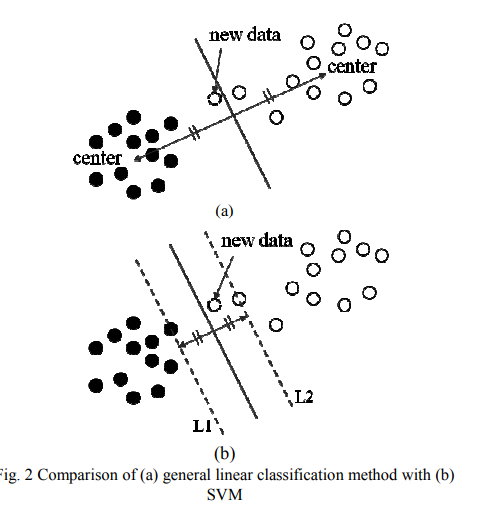 new data
center
center
(a)
new data
L2
L1
(b)
Fig. 2 Comparison of (a) general linear classification method with (b)
SVM